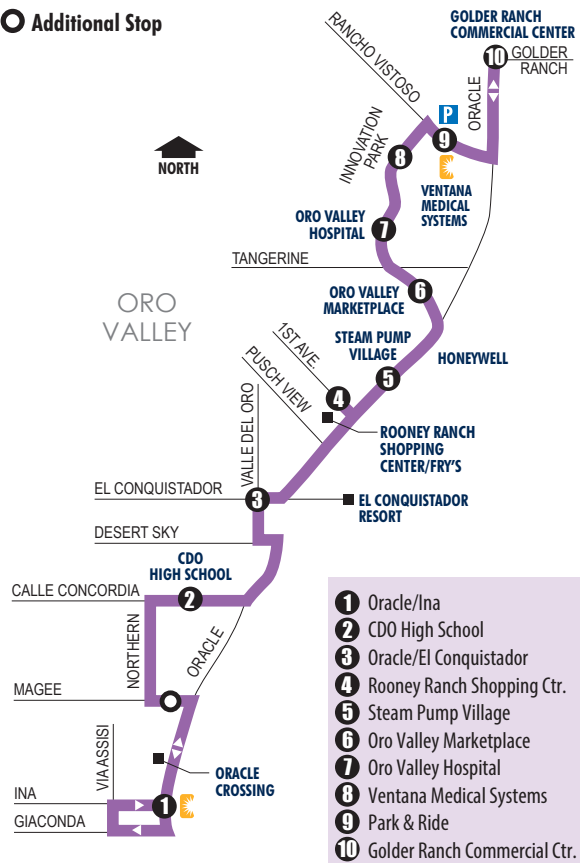 Additional Stop
GOLDER RANCH
COMMERCIAL CENTER
10
GOLDER
RANCH
RANCHO VISTOSO
ORACLE
P
9
INNOVATION
PARK
8
NORTH
VENTANA
MEDICAL
SYSTEMS
ORO VALLEY
HOSPITAL
7
TANGERINE
ORO VALLEY
MARKETPLACE
6
ORO
VALLEY
1ST AVE.
STEAM PUMP
VILLAGE
HONEYWELL
PUSCH VIEW
5
4
VALLE DEL ORO
ROONEY RANCH
SHOPPING
CENTER/FRY'S
EL CONQUISTADOR
3
EL CONQUISTADOR
RESORT
DESERT SKY
CDO
HIGH SCHOOL
CALLE CONCORDIA
2
NORTHERN
ORACLE
MAGEE
VIA ASSISI
ORACLE
CROSSING
INA
1
GIACONDA
1 Oracle/Ina
2 CDO High School
3 Oracle/El Conquistador
4 Rooney Ranch Shopping Ctr.
5 Steam Pump Village
6 Oro Valley Marketplace
7 Oro Valley Hospital
8 Ventana Medical Systems
9 Park & Ride
10 Golder Ranch Commercial Ctr.